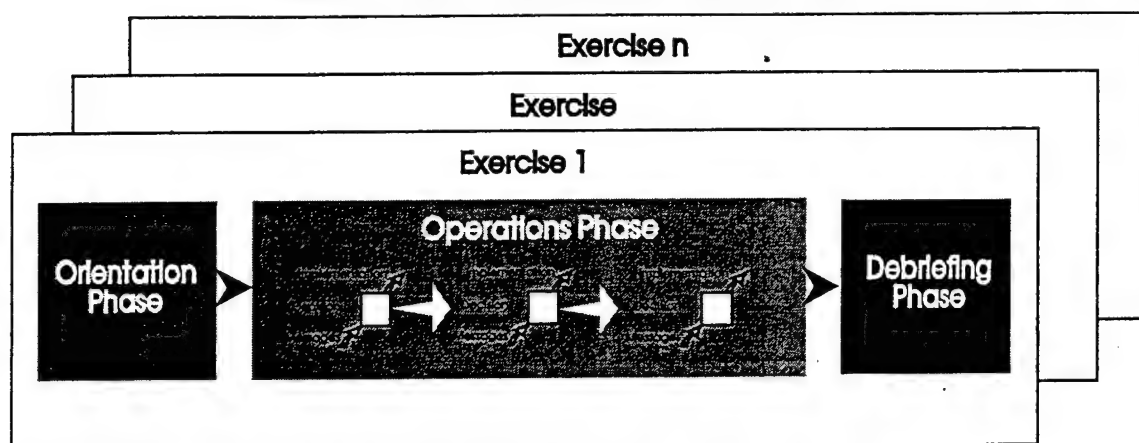 Exercise n
Exercise
Exercise 1
Operations Phase
Orientation
Phase
Debriefing
Phase